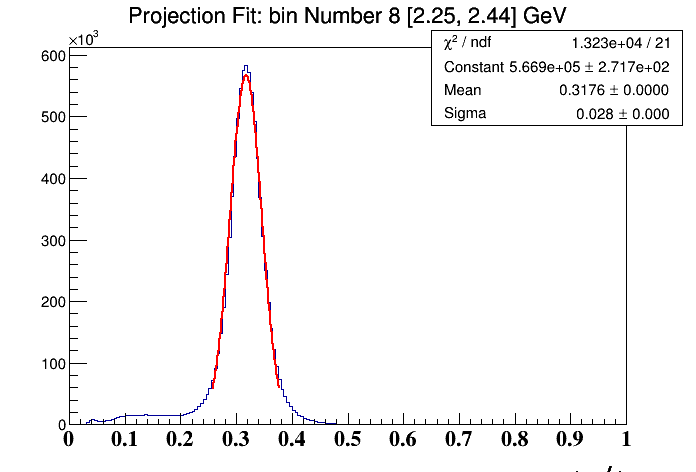 Projection Fit: bin Number 8 [2.25, 2.44] GeV
×10³
χ² / ndf 1.323e+04 / 21
Constant 5.669e+05 ± 2.717e+02
Mean 0.3176 ± 0.0000
Sigma 0.028 ± 0.000
600
500
400
300
200
100
0
0 0.1 0.2 0.3 0.4 0.5 0.6 0.7 0.8 0.9 1